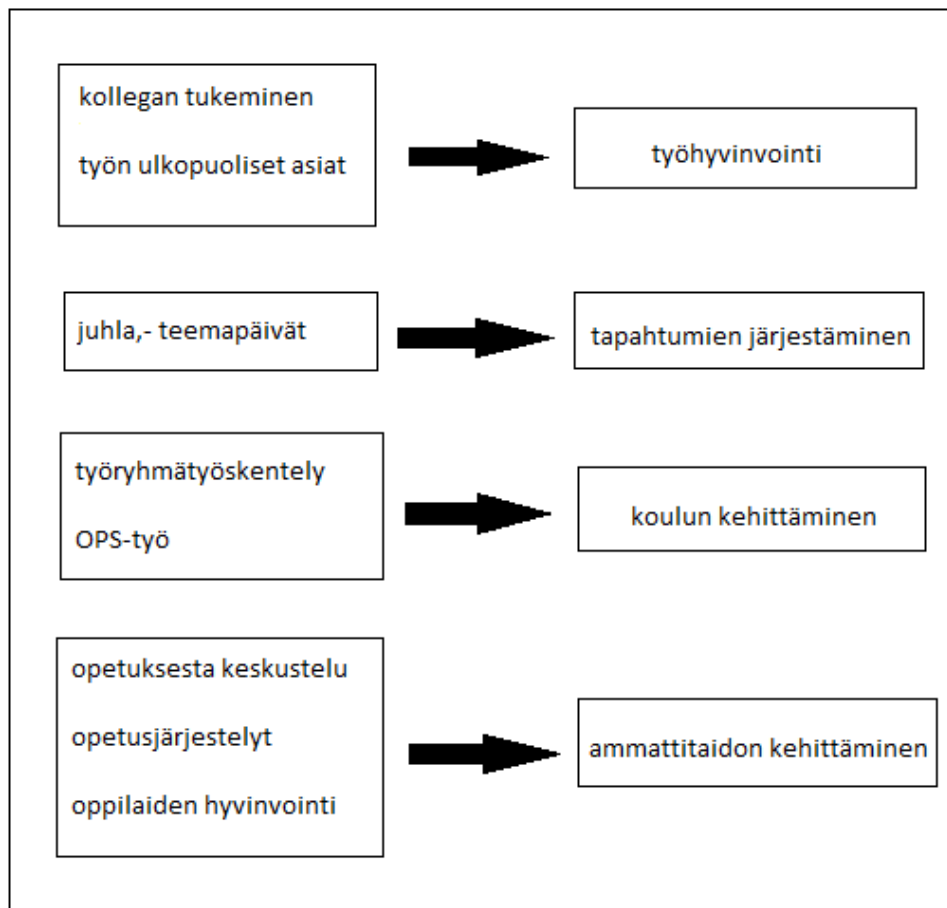 kollegan tukeminen
työn ulkopuoliset asiat
työhyvinvointi
juhla,- teemapäivät
tapahtumien järjestäminen
työryhmätyöskentely
OPS-työ
koulun kehittäminen
opetuksesta keskustelu
opetusjärjestelyt
oppilaiden hyvinvointi
ammattitaidon kehittäminen